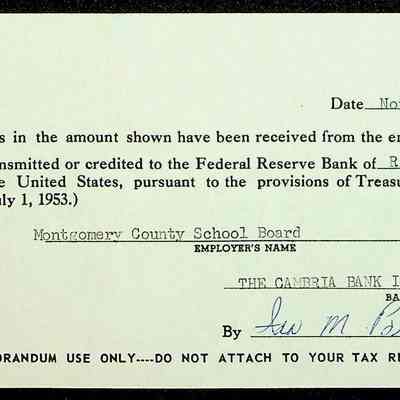 Date No
s in the amount shown have been received from the e
nsmitted or credited to the Federal Reserve Bank of R
e United States, pursuant to the provisions of Treasu
uly 1, 1953.)
Montgomery County School Board
EMPLOYER'S NAME
THE CAMBRIA BANK I
BA
By M
ORANDUM USE ONLY----DO NOT ATTACH TO YOUR TAX RE